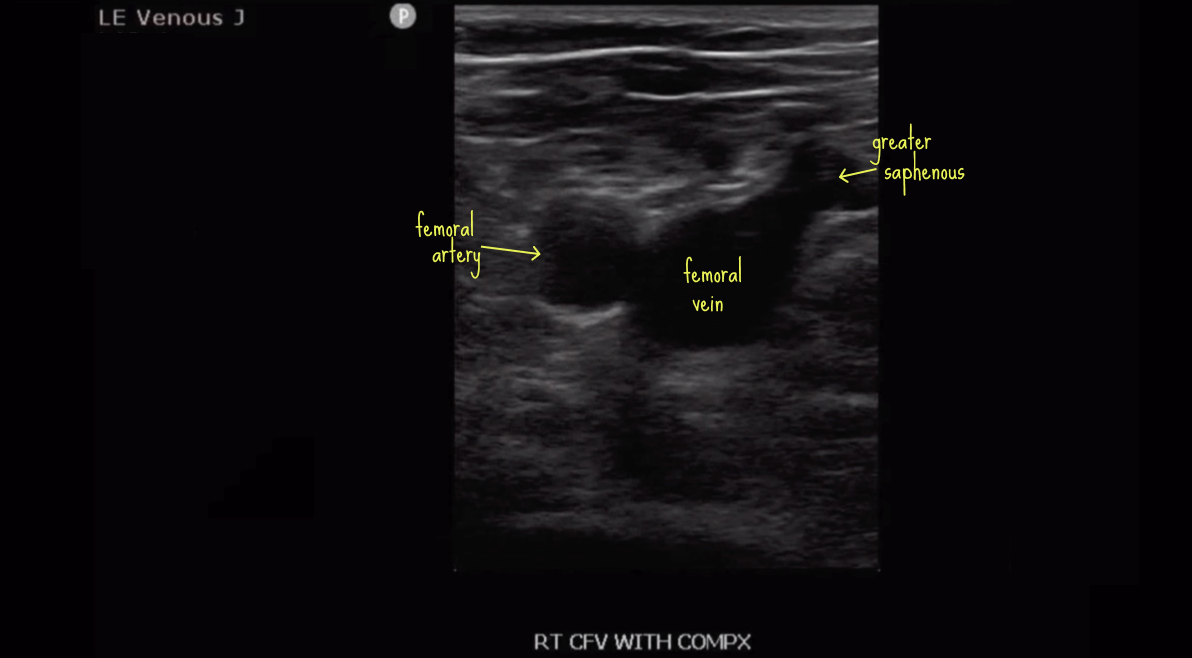 LE Venous J
P
greater
saphenous
femoral
artery
femoral
vein
RT CFV WITH COMPX